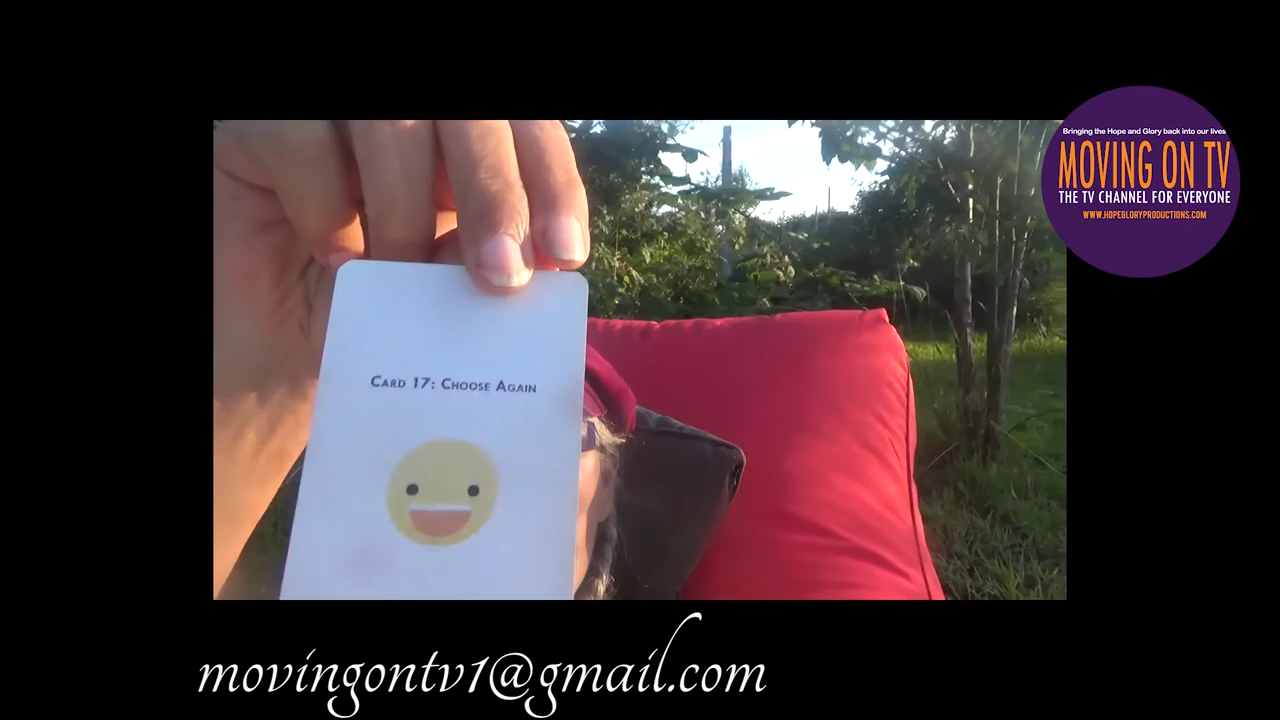 Bringing the Hope and Glory back into our lives
MOVING ON TV
THE TV CHANNEL FOR EVERYONE
WWW.HOPEGLORYPRODUCTIONS.COM
CARD 17: CHOOSE AGAIN
movingontv1@gmail.com